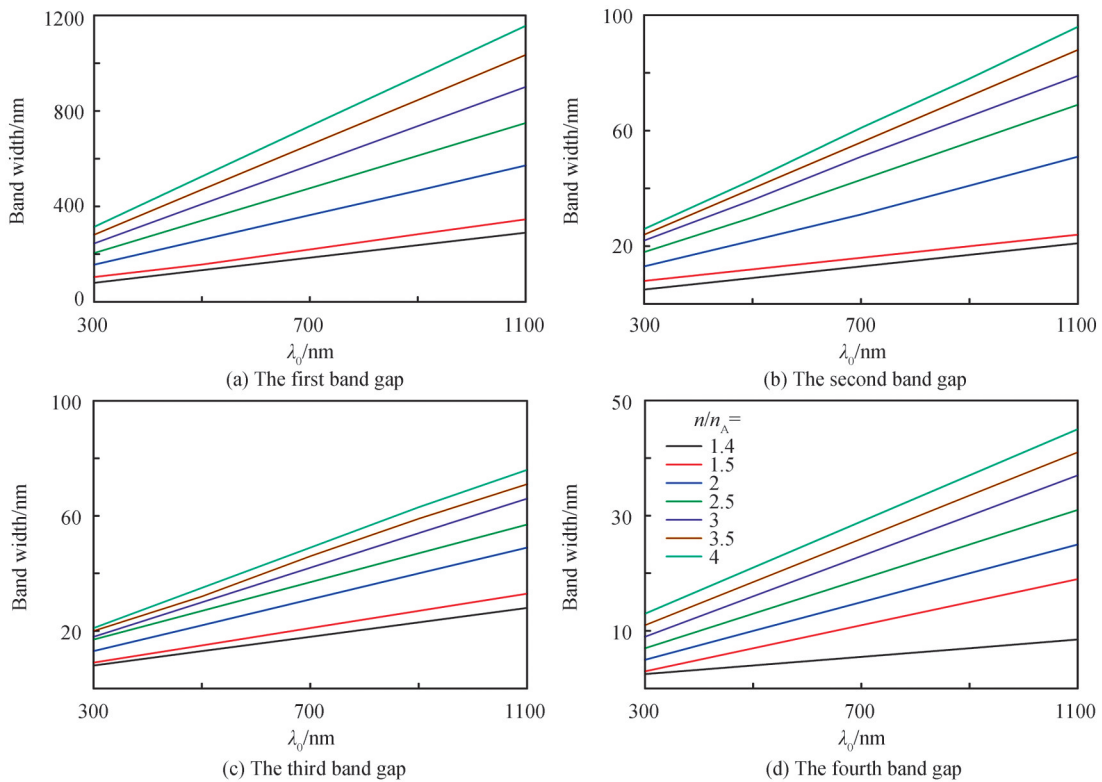 1200
800
400
0
Band width/nm
300
700
1100
λ₀/nm
(a) The first band gap
100
60
20
Band width/nm
300
700
1100
λ₀/nm
(b) The second band gap
100
60
20
Band width/nm
300
700
1100
λ₀/nm
(c) The third band gap
50
30
10
Band width/nm
n/n_A=
1.4
1.5
2
2.5
3
3.5
4
300
700
1100
λ₀/nm
(d) The fourth band gap